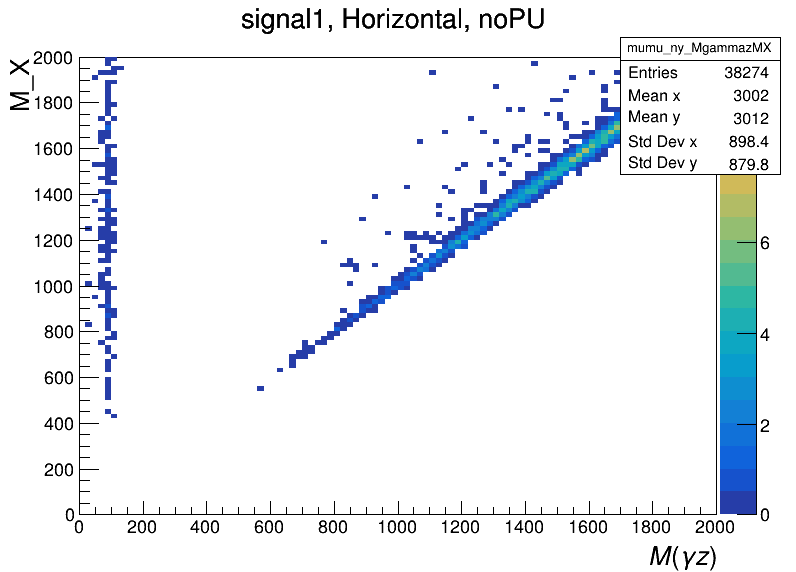 signal1, Horizontal, noPU
mumu_ny_MgammazMX
Entries 38274
Mean x 3002
Mean y 3012
Std Dev x 898.4
Std Dev y 879.8
M_X
2000
1800
1600
1400
1200
1000
800
600
400
200
0
6
4
2
0
0 200 400 600 800 1000 1200 1400 1600 1800 2000
M(γz)